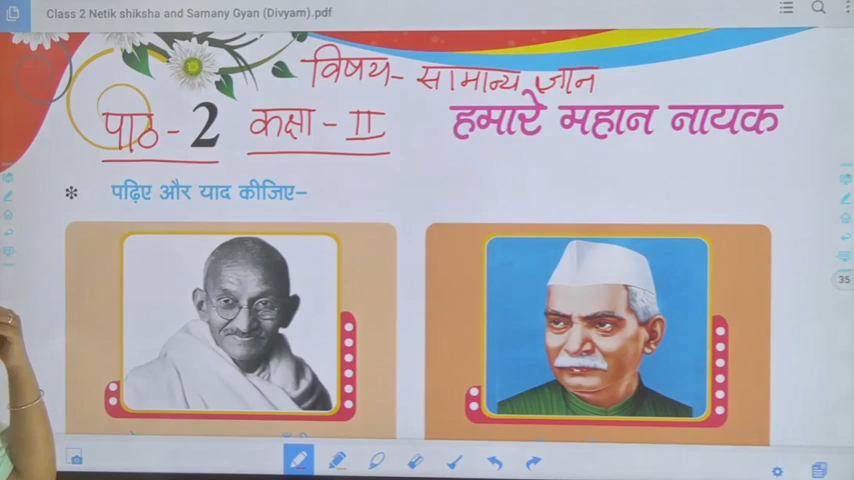 Class 2 Netik shiksha and Samany Gyan (Divyam).pdf
विषय- सामान्य ज्ञान
पाठ - 2 कक्षा - II हमारे महान नायक
* पढ़िए और याद कीजिए–
35